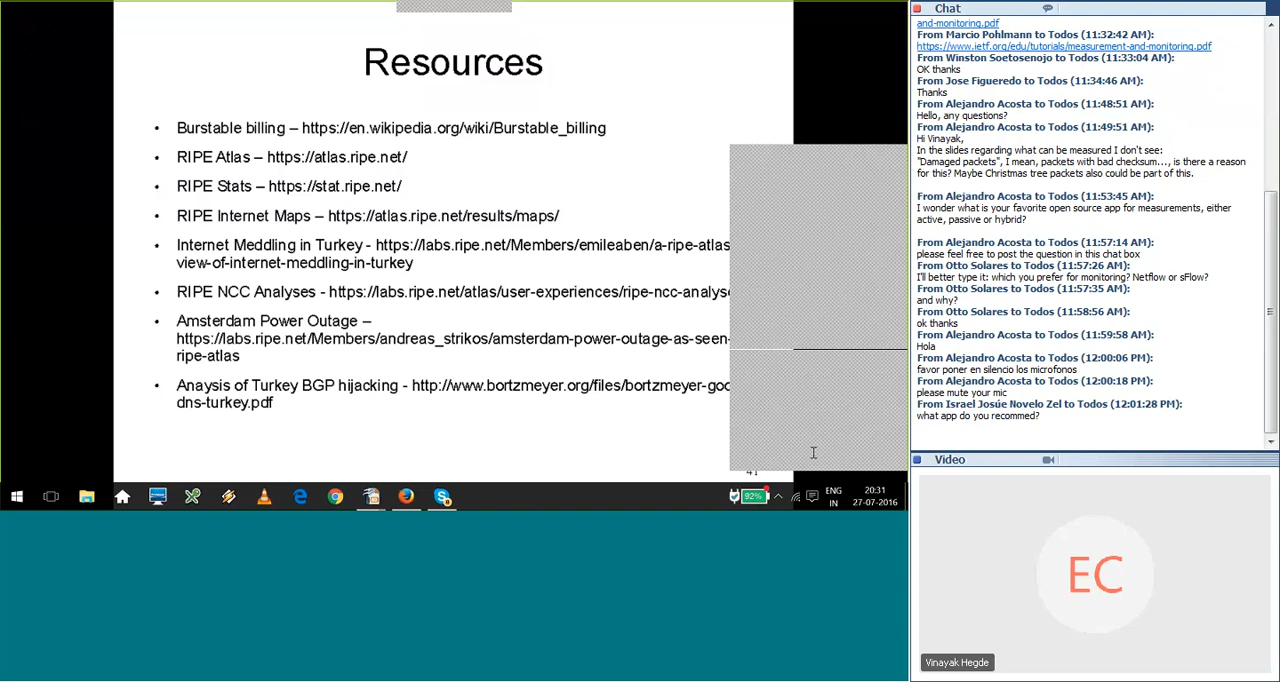 Resources
• Burstable billing – https://en.wikipedia.org/wiki/Burstable_billing
• RIPE Atlas – https://atlas.ripe.net/
• RIPE Stats – https://stat.ripe.net/
• RIPE Internet Maps – https://atlas.ripe.net/results/maps/
• Internet Meddling in Turkey - https://labs.ripe.net/Members/emileaben/a-ripe-atlas
view-of-internet-meddling-in-turkey
• RIPE NCC Analyses - https://labs.ripe.net/atlas/user-experiences/ripe-ncc-analys
• Amsterdam Power Outage –
https://labs.ripe.net/Members/andreas_strikos/amsterdam-power-outage-as-seen-
ripe-atlas
• Anaysis of Turkey BGP hijacking - http://www.bortzmeyer.org/files/bortzmeyer-goo
dns-turkey.pdf
41
92%
ENG
IN
20:31
27-07-2016
Chat
and-monitoring.pdf
From Marcio Pohlmann to Todos (11:32:42 AM):
https://www.ietf.org/edu/tutorials/measurement-and-monitoring.pdf
From Winston Soetosenojo to Todos (11:33:04 AM):
OK thanks
From Jose Figueredo to Todos (11:34:46 AM):
Thanks
From Alejandro Acosta to Todos (11:48:51 AM):
Hello, any questions?
From Alejandro Acosta to Todos (11:49:51 AM):
Hi Vinayak,
In the slides regarding what can be measured I don't see:
"Damaged packets", I mean, packets with bad checksum..., is there a reason
for this? Maybe Christmas tree packets also could be part of this.
From Alejandro Acosta to Todos (11:53:45 AM):
I wonder what is your favorite open source app for measurements, either
active, passive or hybrid?
From Alejandro Acosta to Todos (11:57:14 AM):
please feel free to post the question in this chat box
From Otto Solares to Todos (11:57:26 AM):
I'll better type it: which you prefer for monitoring? Netflow or sFlow?
From Otto Solares to Todos (11:57:35 AM):
and why?
From Otto Solares to Todos (11:58:56 AM):
ok thanks
From Alejandro Acosta to Todos (11:59:58 AM):
Hola
From Alejandro Acosta to Todos (12:00:06 PM):
favor poner en silencio los microfonos
From Alejandro Acosta to Todos (12:00:18 PM):
please mute your mic
From Israel Josúe Novelo Zel to Todos (12:01:28 PM):
what app do you recommed?
Video
EC
Vinayak Hegde